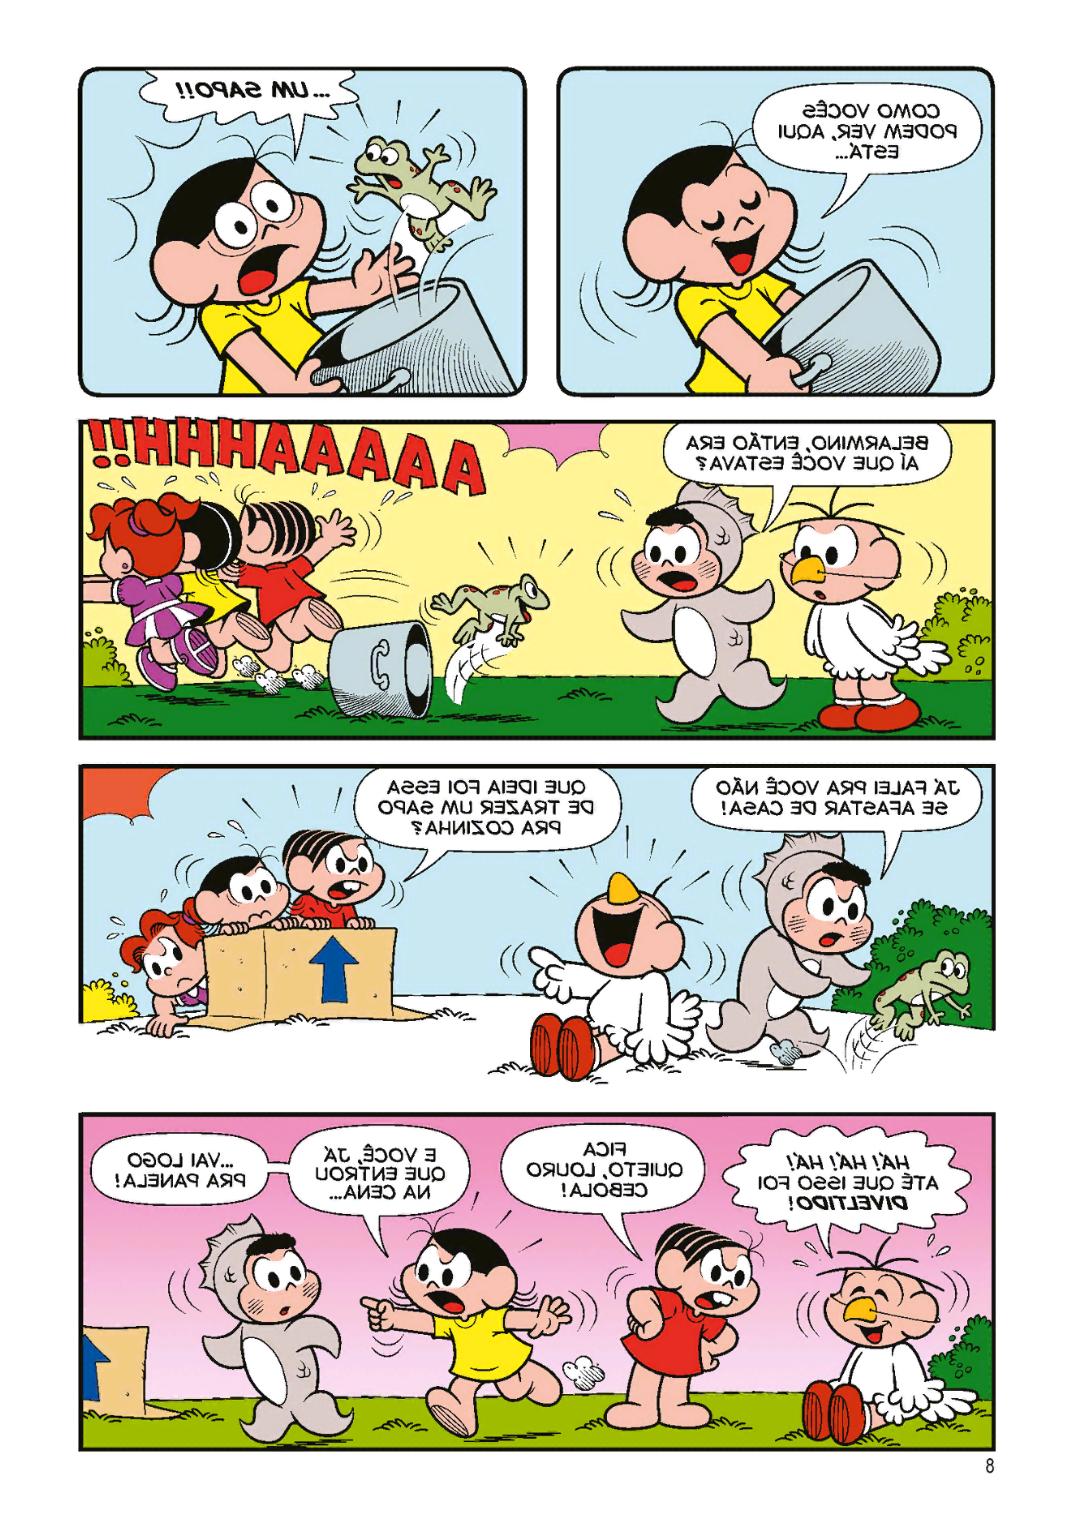 COMO VOCÊS
PODEM VER, AQUI
ESTÁ...
...UM SAPO!!
BELARMINO, ENTÃO ERA
AÍ QUE VOCÊ ESTAVA?
AAAAAHHHH!!
JÁ FALEI PRA VOCÊ NÃO
SE AFASTAR DE CASA!
QUE IDEIA FOI ESSA
DE TRAZER UM SAPO
PRA COZINHA?
HÁ! HÁ! HÁ!
ATÉ QUE ISSO FOI
DIVELTIDO!
FICA
QUIETO, LOURO
CEBOLA!
E VOCÊ, JÁ
QUE ENTROU
NA CENA...
...VAI LOGO
PRA PANELA!
8